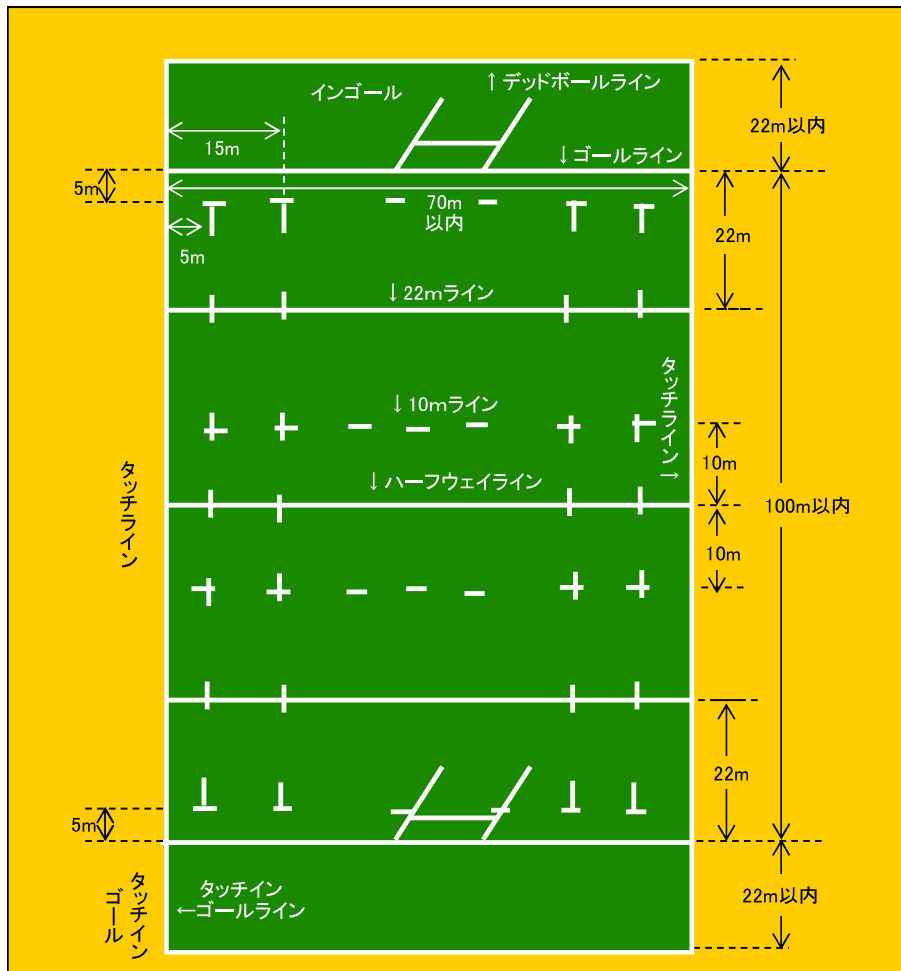 インゴール
↑デッドボールライン
22m以内
15m
↓ゴールライン
5m
70m
以内
22m
5m
↓22mライン
タッチライン→
↓10mライン
10m
↓ハーフウェイライン
タッチライン
100m以内
10m
22m
5m
タッチイン
ゴール
タッチイン
←ゴールライン
22m以内